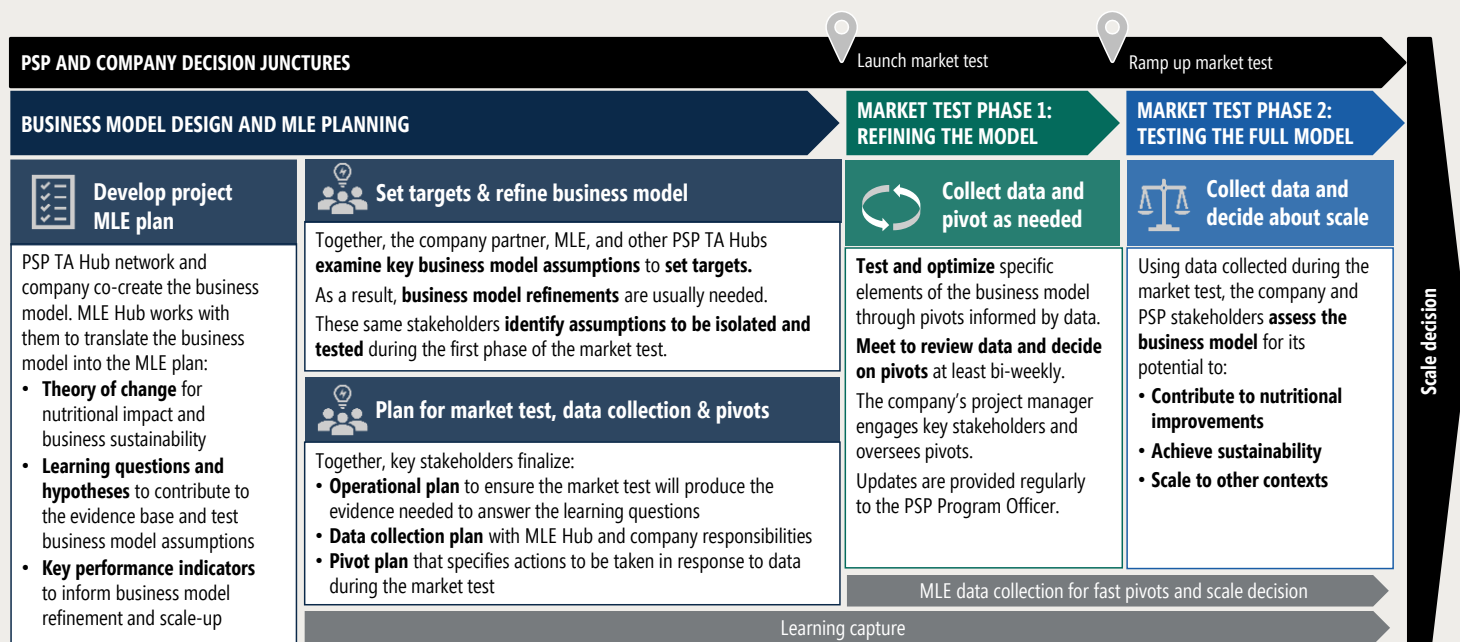 PSP AND COMPANY DECISION JUNCTURES
Launch market test
Ramp up market test
BUSINESS MODEL DESIGN AND MLE PLANNING
MARKET TEST PHASE 1:
REFINING THE MODEL
MARKET TEST PHASE 2:
TESTING THE FULL MODEL
Develop project
MLE plan
PSP TA Hub network and
company co-create the business
model. MLE Hub works with
them to translate the business
model into the MLE plan:
• Theory of change for
nutritional impact and
business sustainability
• Learning questions and
hypotheses to contribute to
the evidence base and test
business model assumptions
• Key performance indicators
to inform business model
refinement and scale-up
Set targets & refine business model
Together, the company partner, MLE, and other PSP TA Hubs
examine key business model assumptions to set targets.
As a result, business model refinements are usually needed.
These same stakeholders identify assumptions to be isolated and
tested during the first phase of the market test.
Plan for market test, data collection & pivots
Together, key stakeholders finalize:
• Operational plan to ensure the market test will produce the
evidence needed to answer the learning questions
• Data collection plan with MLE Hub and company responsibilities
• Pivot plan that specifies actions to be taken in response to data
during the market test
Collect data and
pivot as needed
Test and optimize specific
elements of the business model
through pivots informed by data.
Meet to review data and decide
on pivots at least bi-weekly.
The company's project manager
engages key stakeholders and
oversees pivots.
Updates are provided regularly
to the PSP Program Officer.
Collect data and
decide about scale
Using data collected during the
market test, the company and
PSP stakeholders assess the
business model for its
potential to:
• Contribute to nutritional
improvements
• Achieve sustainability
• Scale to other contexts
MLE data collection for fast pivots and scale decision
Learning capture
Scale decision